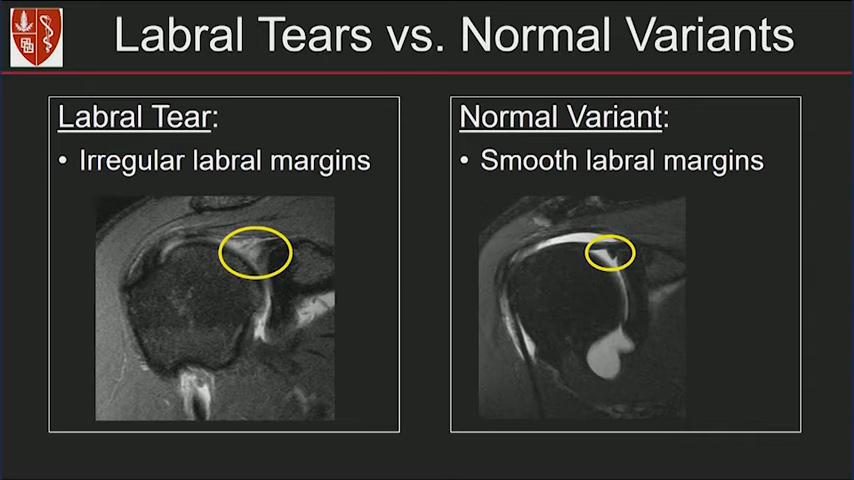 Labral Tears vs. Normal Variants
Labral Tear:
• Irregular labral margins
Normal Variant:
• Smooth labral margins